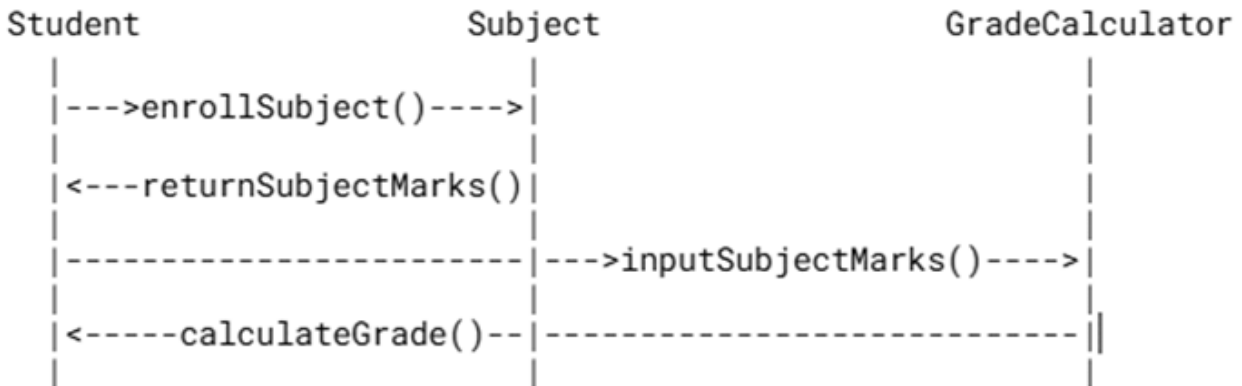 Student Subject GradeCalculator
| | |
|--->enrollSubject()---->| |
| | |
|<---returnSubjectMarks()| |
| | |
|------------------------|--->inputSubjectMarks()---->|
| | |
|<-----calculateGrade()--|----------------------------||
| | |